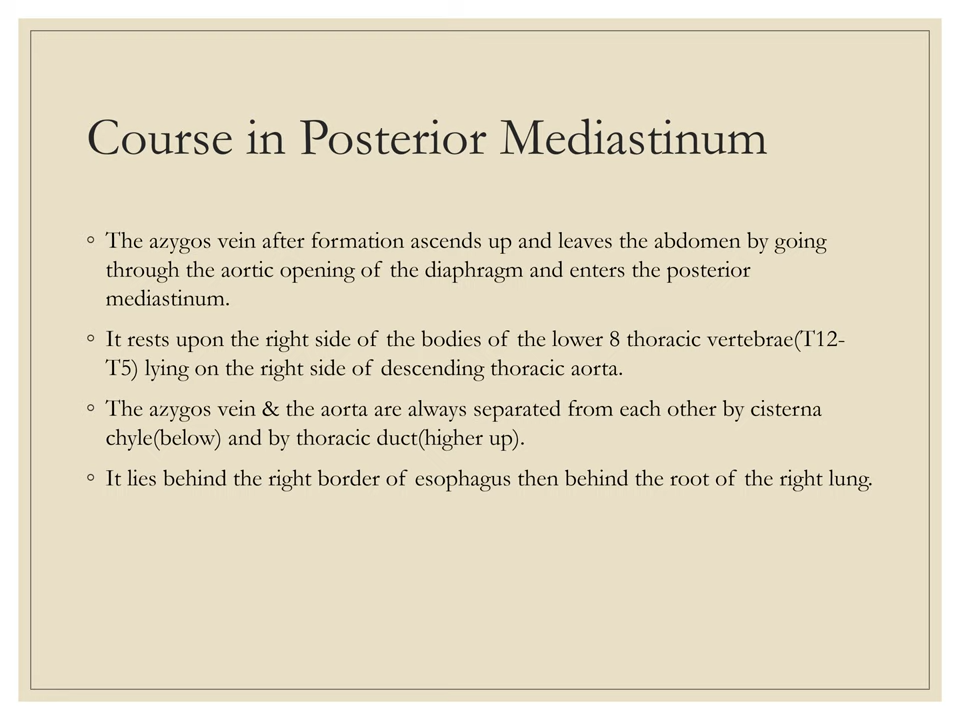 Course in Posterior Mediastinum
◦ The azygos vein after formation ascends up and leaves the abdomen by going
through the aortic opening of the diaphragm and enters the posterior
mediastinum.
◦ It rests upon the right side of the bodies of the lower 8 thoracic vertebrae(T12-
T5) lying on the right side of descending thoracic aorta.
◦ The azygos vein & the aorta are always separated from each other by cisterna
chyle(below) and by thoracic duct(higher up).
◦ It lies behind the right border of esophagus then behind the root of the right lung.